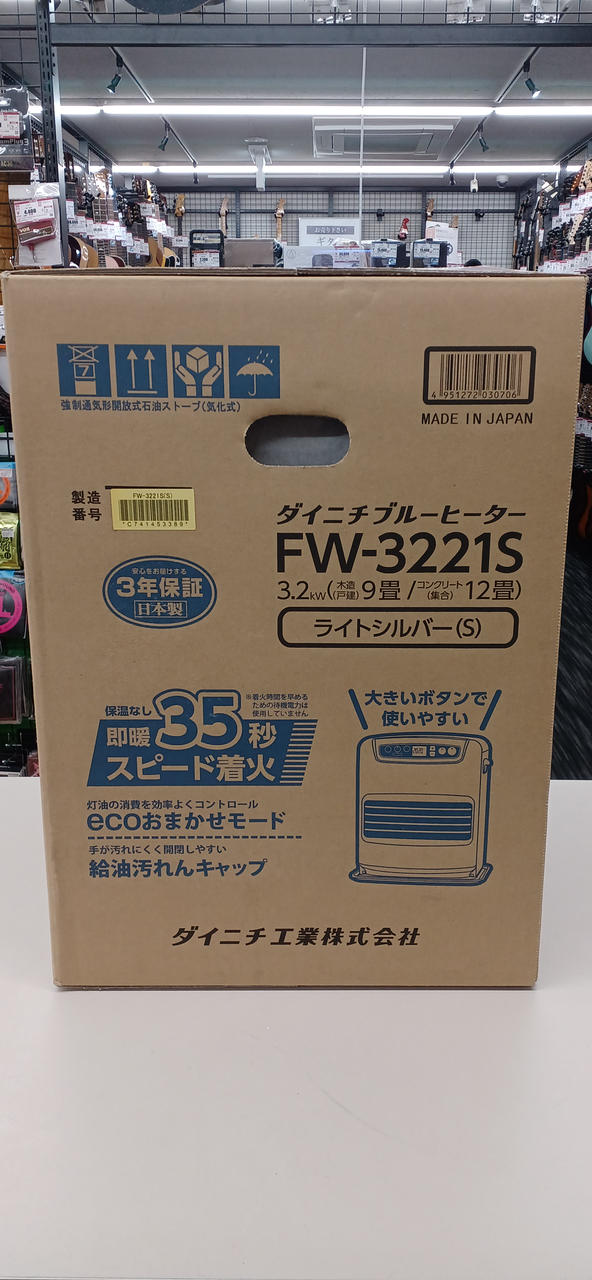 お売り下さい
7
強制通気形開放式石油ストーブ(気化式)
4 951272 030706
MADE IN JAPAN
製造
番号
FW-3221S(S)
*C741453389*
ダイニチブルーヒーター
FW-3221S
3.2kW(木造(戸建)9畳/コンクリート(集合)12畳)
ライトシルバー(S)
安心をお届けする
3年保証
日本製
保温なし
※着火時間を早める
ための待機電力は
使用していません
即暖35秒
スピード着火
大きいボタンで
使いやすい
灯油の消費を効率よくコントロール
ecoおまかせモード
手が汚れにくく開閉しやすい
給油汚れんキャップ
ダイニチ工業株式会社